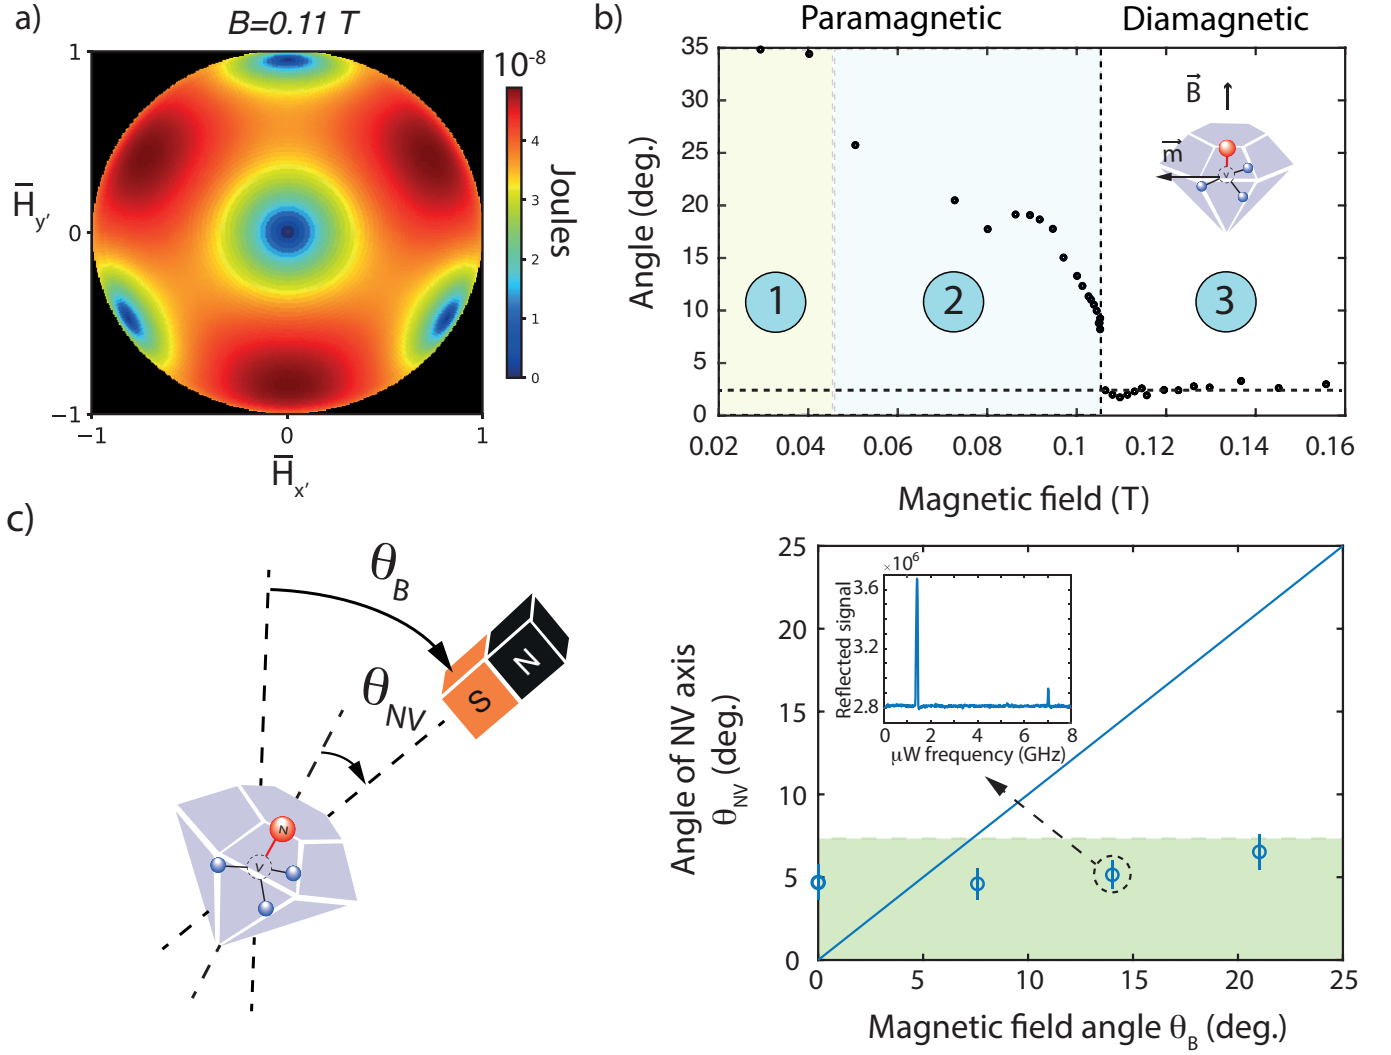 a)
B=0.11 T
1
0
−1
−1
0
1
H̅y′
H̅x′
10⁻⁸
4
3
2
1
0
Joules
b)
Paramagnetic
Diamagnetic
35
30
25
20
15
10
5
0
Angle (deg.)
1
2
3
B⃗
m⃗
V
0.02
0.04
0.06
0.08
0.1
0.12
0.14
0.16
Magnetic field (T)
c)
θB
θNV
S
N
N
V
25
20
15
10
5
0
Angle of NV axis
θNV (deg.)
×10⁶
3.6
3.2
2.8
Reflected signal
0
2
4
6
8
μW frequency (GHz)
0
5
10
15
20
25
Magnetic field angle θB (deg.)